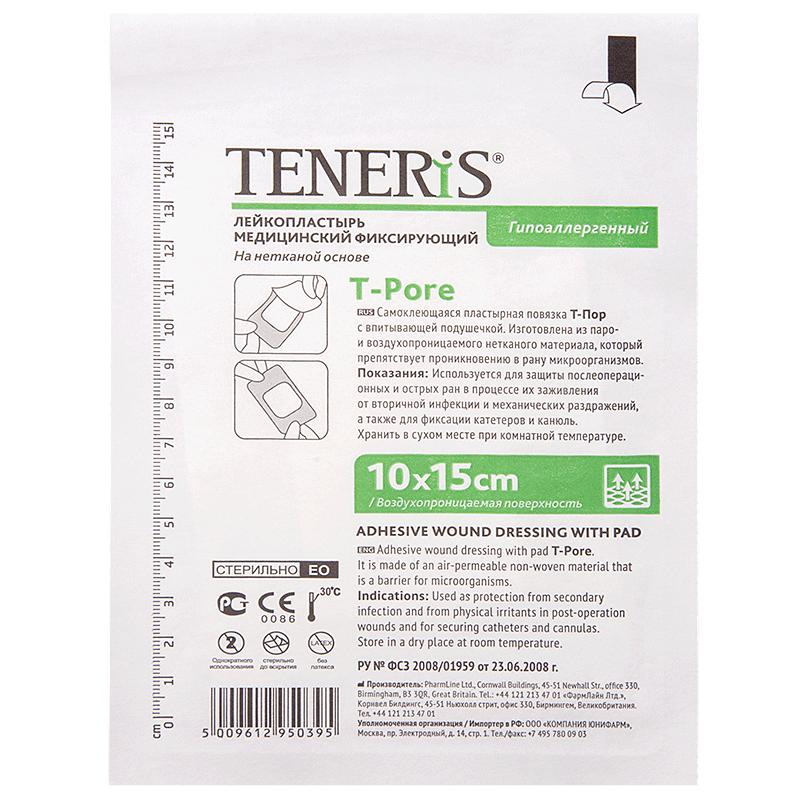 TENERiS®
ЛЕЙКОПЛАСТЫРЬ
МЕДИЦИНСКИЙ ФИКСИРУЮЩИЙ
Гипоаллергенный
На нетканой основе
T-Pore
RUS Самоклеющаяся пластырная повязка Т-Пор
с впитывающей подушечкой. Изготовлена из паро-
и воздухопроницаемого нетканого материала, который
препятствует проникновению в рану микроорганизмов.
Показания: Используется для защиты послеопераци-
онных и острых ран в процессе их заживления
от вторичной инфекции и механических раздражений,
а также для фиксации катетеров и канюль.
Хранить в сухом месте при комнатной температуре.
10x15cm
/ Воздухопроницаемая поверхность
ADHESIVE WOUND DRESSING WITH PAD
ENG Adhesive wound dressing with pad T-Pore.
It is made of an air-permeable non-woven material that
is a barrier for microorganisms.
Indications: Used as protection from secondary
infection and from physical irritants in post-operation
wounds and for securing catheters and cannulas.
Store in a dry place at room temperature.
РУ № ФСЗ 2008/01959 от 23.06.2008 г.
Производитель: PharmLine Ltd., Cornwall Buildings, 45-51 Newhall Str., office 330,
Birmingham, B3 3QR, Great Britain. Tel.: +44 121 213 47 01 «ФармЛайн Лтд.»,
Корнвел Билдингс, 45-51 Ньюхолл стрит, офис 330, Бирмингем, Великобритания.
Тел. +44 121 213 47 01
Уполномоченная организация / Импортер в РФ: ООО «КОМПАНИЯ ЮНИФАРМ»,
Москва, пр. Электродный, д. 14, стр. 1. Тел./факс: +7 495 780 09 03
СТЕРИЛЬНО EO
РСТ CE 30°C
0086
2 LATEX
Однократного использования
стерильно до вскрытия
без латекса
5 009612 950395
15
14
13
12
11
10
9
8
7
6
5
4
3
2
1
0
cm